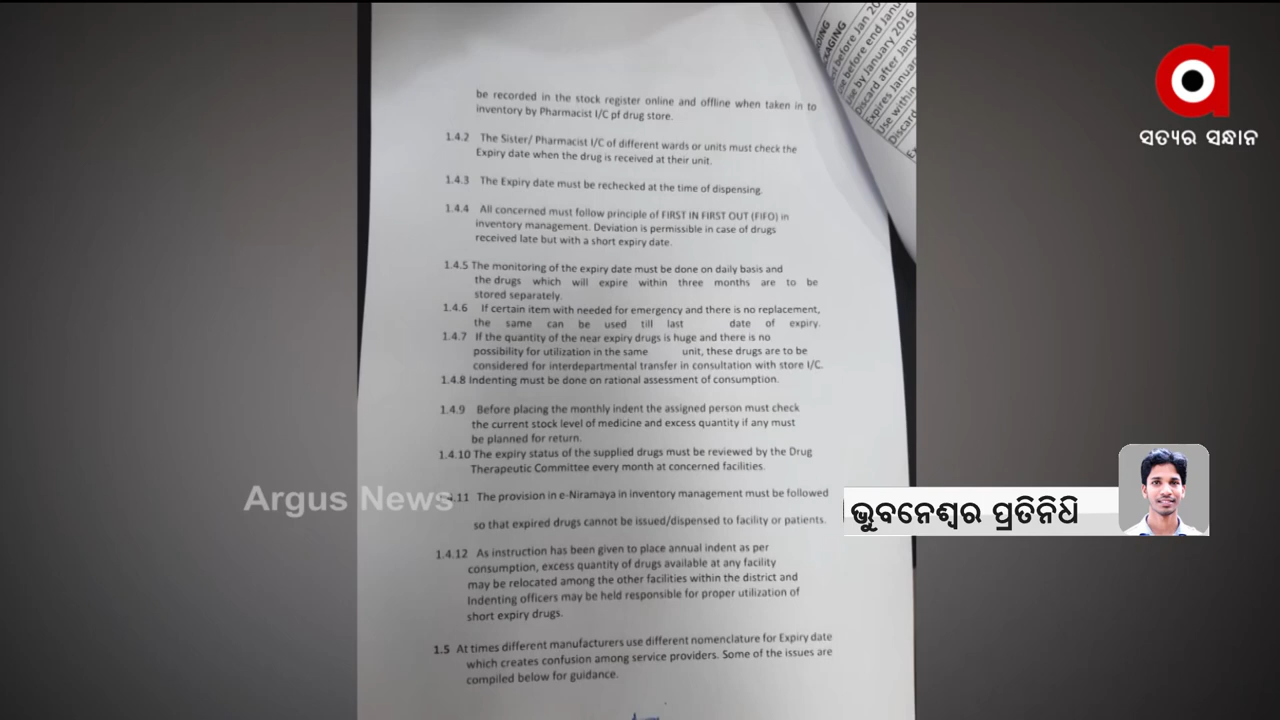 be recorded in the stock register online and offline when taken in to
inventory by Pharmacist I/C pf drug store.
1.4.2 The Sister/ Pharmacist I/C of different wards or units must check the
Expiry date when the drug is received at their unit.
1.4.3 The Expiry date must be rechecked at the time of dispensing.
1.4.4 All concerned must follow principle of FIRST IN FIRST OUT (FIFO) in
inventory management. Deviation is permissible in case of drugs
received late but with a short expiry date.
1.4.5 The monitoring of the expiry date must be done on daily basis and
the drugs which will expire within three months are to be
stored separately.
1.4.6 If certain item with needed for emergency and there is no replacement,
the same can be used till last date of expiry.
1.4.7 If the quantity of the near expiry drugs is huge and there is no
possibility for utilization in the same unit, these drugs are to be
considered for interdepartmental transfer in consultation with store I/C.
1.4.8 Indenting must be done on rational assessment of consumption.
1.4.9 Before placing the monthly indent the assigned person must check
the current stock level of medicine and excess quantity if any must
be planned for return.
1.4.10 The expiry status of the supplied drugs must be reviewed by the Drug
Therapeutic Committee every month at concerned facilities.
.11 The provision in e-Niramaya in inventory management must be followed
so that expired drugs cannot be issued/dispensed to facility or patients.
1.4.12 As instruction has been given to place annual indent as per
consumption, excess quantity of drugs available at any facility
may be relocated among the other facilities within the district and
Indenting officers may be held responsible for proper utilization of
short expiry drugs.
1.5 At times different manufacturers use different nomenclature for Expiry date
which creates confusion among service providers. Some of the issues are
compiled below for guidance.
before Jan 20
before end Janu
Use by January 2016
Discard after Janu
Expires Januar
Use within
Discard
ସତ୍ୟର ସନ୍ଧାନ
Argus News
ଭୁବନେଶ୍ୱର ପ୍ରତିନିଧି